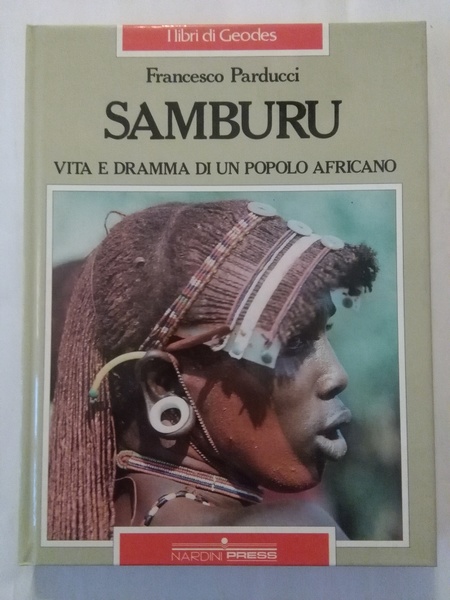 I libri di Geodes
Francesco Parducci
SAMBURU
VITA E DRAMMA DI UN POPOLO AFRICANO
NARDINI PRESS